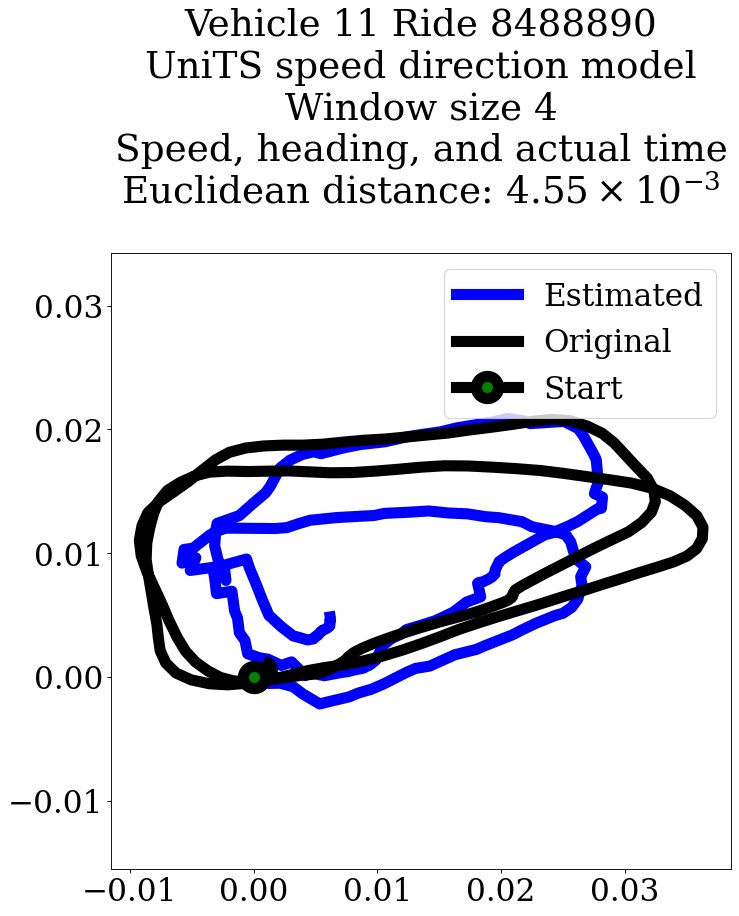 Vehicle 11 Ride 8488890
UniTS speed direction model
Window size 4
Speed, heading, and actual time
Euclidean distance: 4.55 × 10⁻³
Estimated
Original
Start
0.03
0.02
0.01
0.00
−0.01
−0.01 0.00 0.01 0.02 0.03